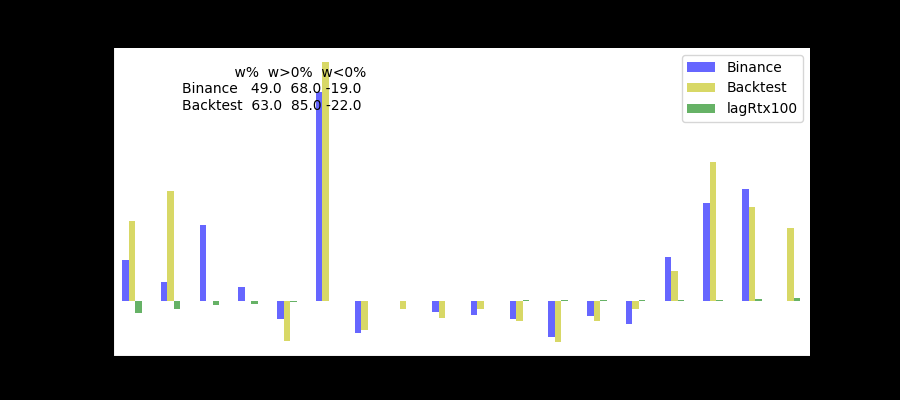 w% w>0% w<0%
Binance 49.0 68.0 -19.0
Backtest 63.0 85.0 -22.0
Binance
Backtest
lagRtx100